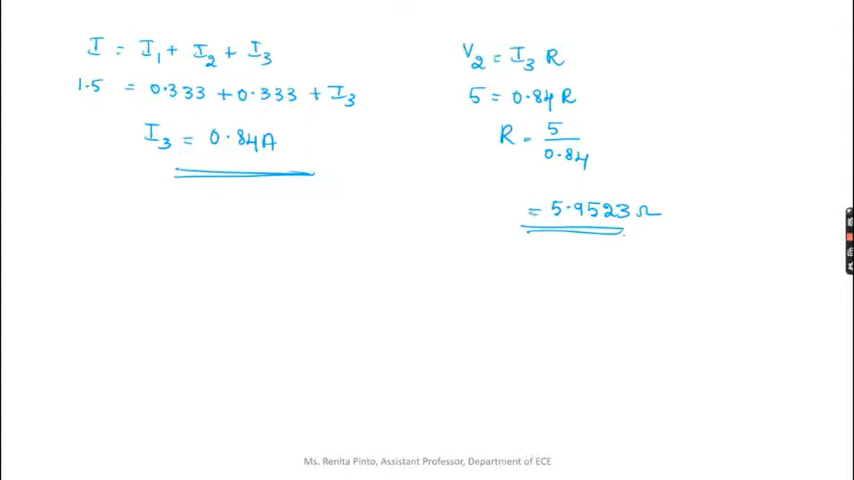 I = I₁ + I₂ + I₃
1.5 = 0.333 + 0.333 + I₃
I₃ = 0.84A
V₂ = I₃ R
5 = 0.84 R
R = 5/0.84
= 5.9523 Ω
Ms. Renita Pinto, Assistant Professor, Department of ECE